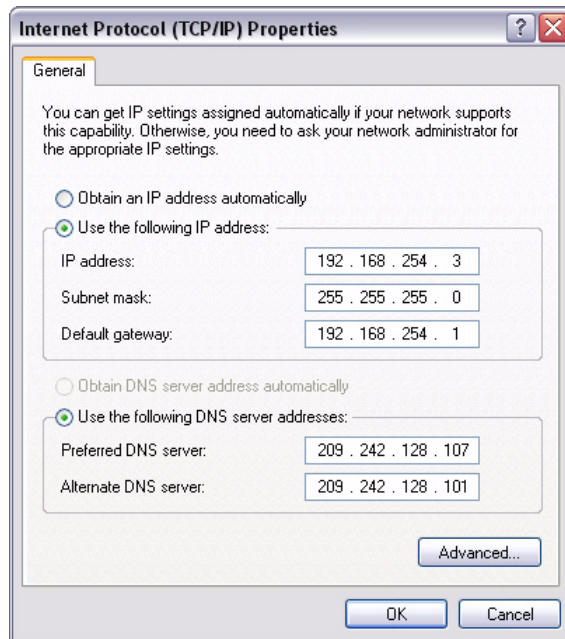 Internet Protocol (TCP/IP) Properties
General
You can get IP settings assigned automatically if your network supports
this capability. Otherwise, you need to ask your network administrator for
the appropriate IP settings.
Obtain an IP address automatically
Use the following IP address:
IP address: 192 . 168 . 254 . 3
Subnet mask: 255 . 255 . 255 . 0
Default gateway: 192 . 168 . 254 . 1
Obtain DNS server address automatically
Use the following DNS server addresses:
Preferred DNS server: 209 . 242 . 128 . 107
Alternate DNS server: 209 . 242 . 128 . 101
Advanced...
OK Cancel